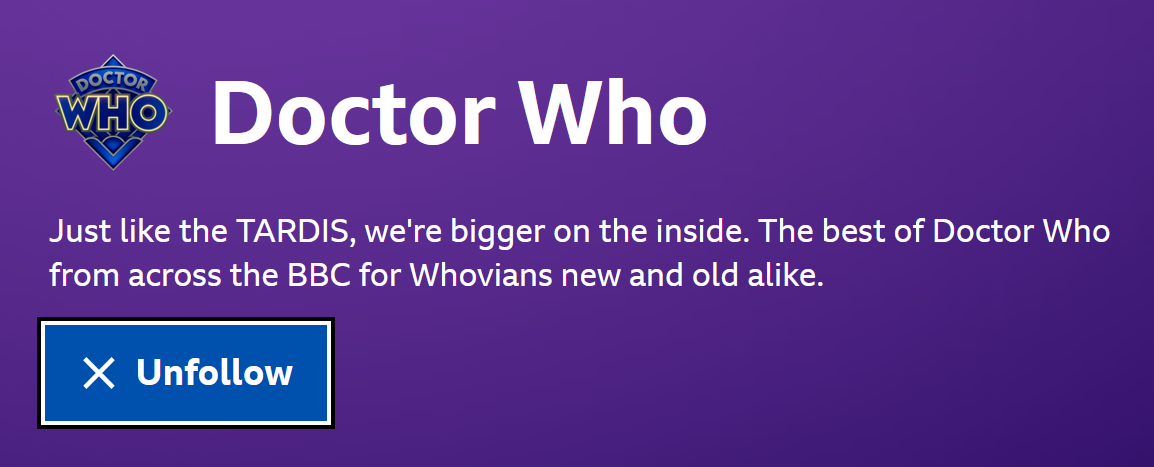 DOCTOR
WHO
Doctor Who
Just like the TARDIS, we're bigger on the inside. The best of Doctor Who
from across the BBC for Whovians new and old alike.
Unfollow